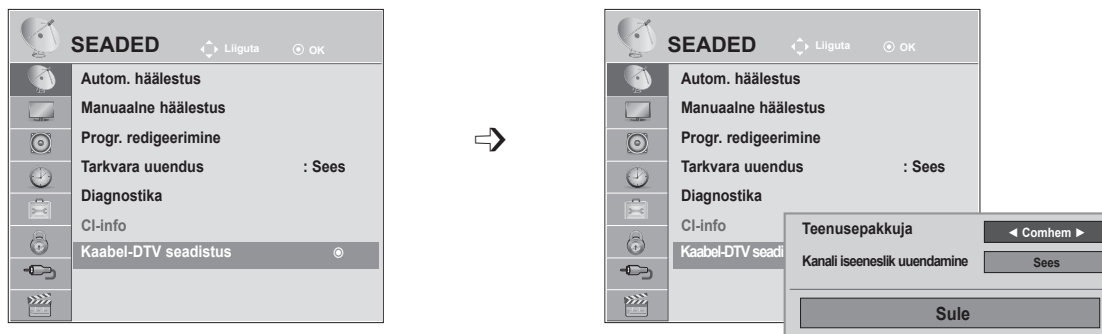 SEADED Liiguta OK
Autom. häälestus
Manuaalne häälestus
Progr. redigeerimine
Tarkvara uuendus : Sees
Diagnostika
CI-info
Kaabel-DTV seadistus
SEADED Liiguta OK
Autom. häälestus
Manuaalne häälestus
Progr. redigeerimine
Tarkvara uuendus : Sees
Diagnostika
CI-info
Kaabel-DTV seadi
Teenusepakkuja ◄ Comhem ►
Kanali iseeneslik uuendamine Sees
Sule